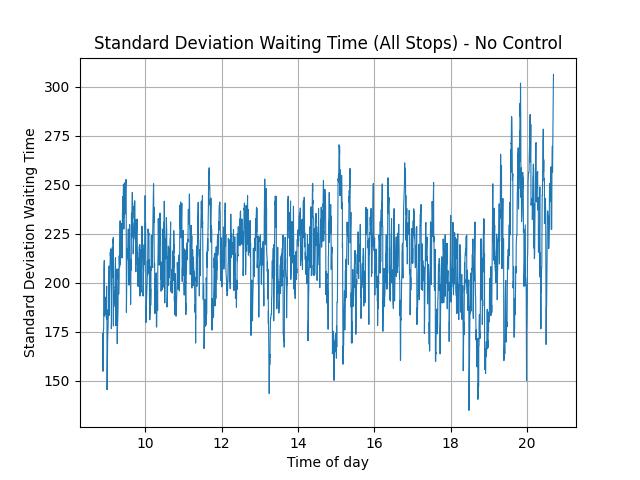 Standard Deviation Waiting Time (All Stops) - No Control
300
275
250
225
200
175
150
Standard Deviation Waiting Time
10 12 14 16 18 20
Time of day